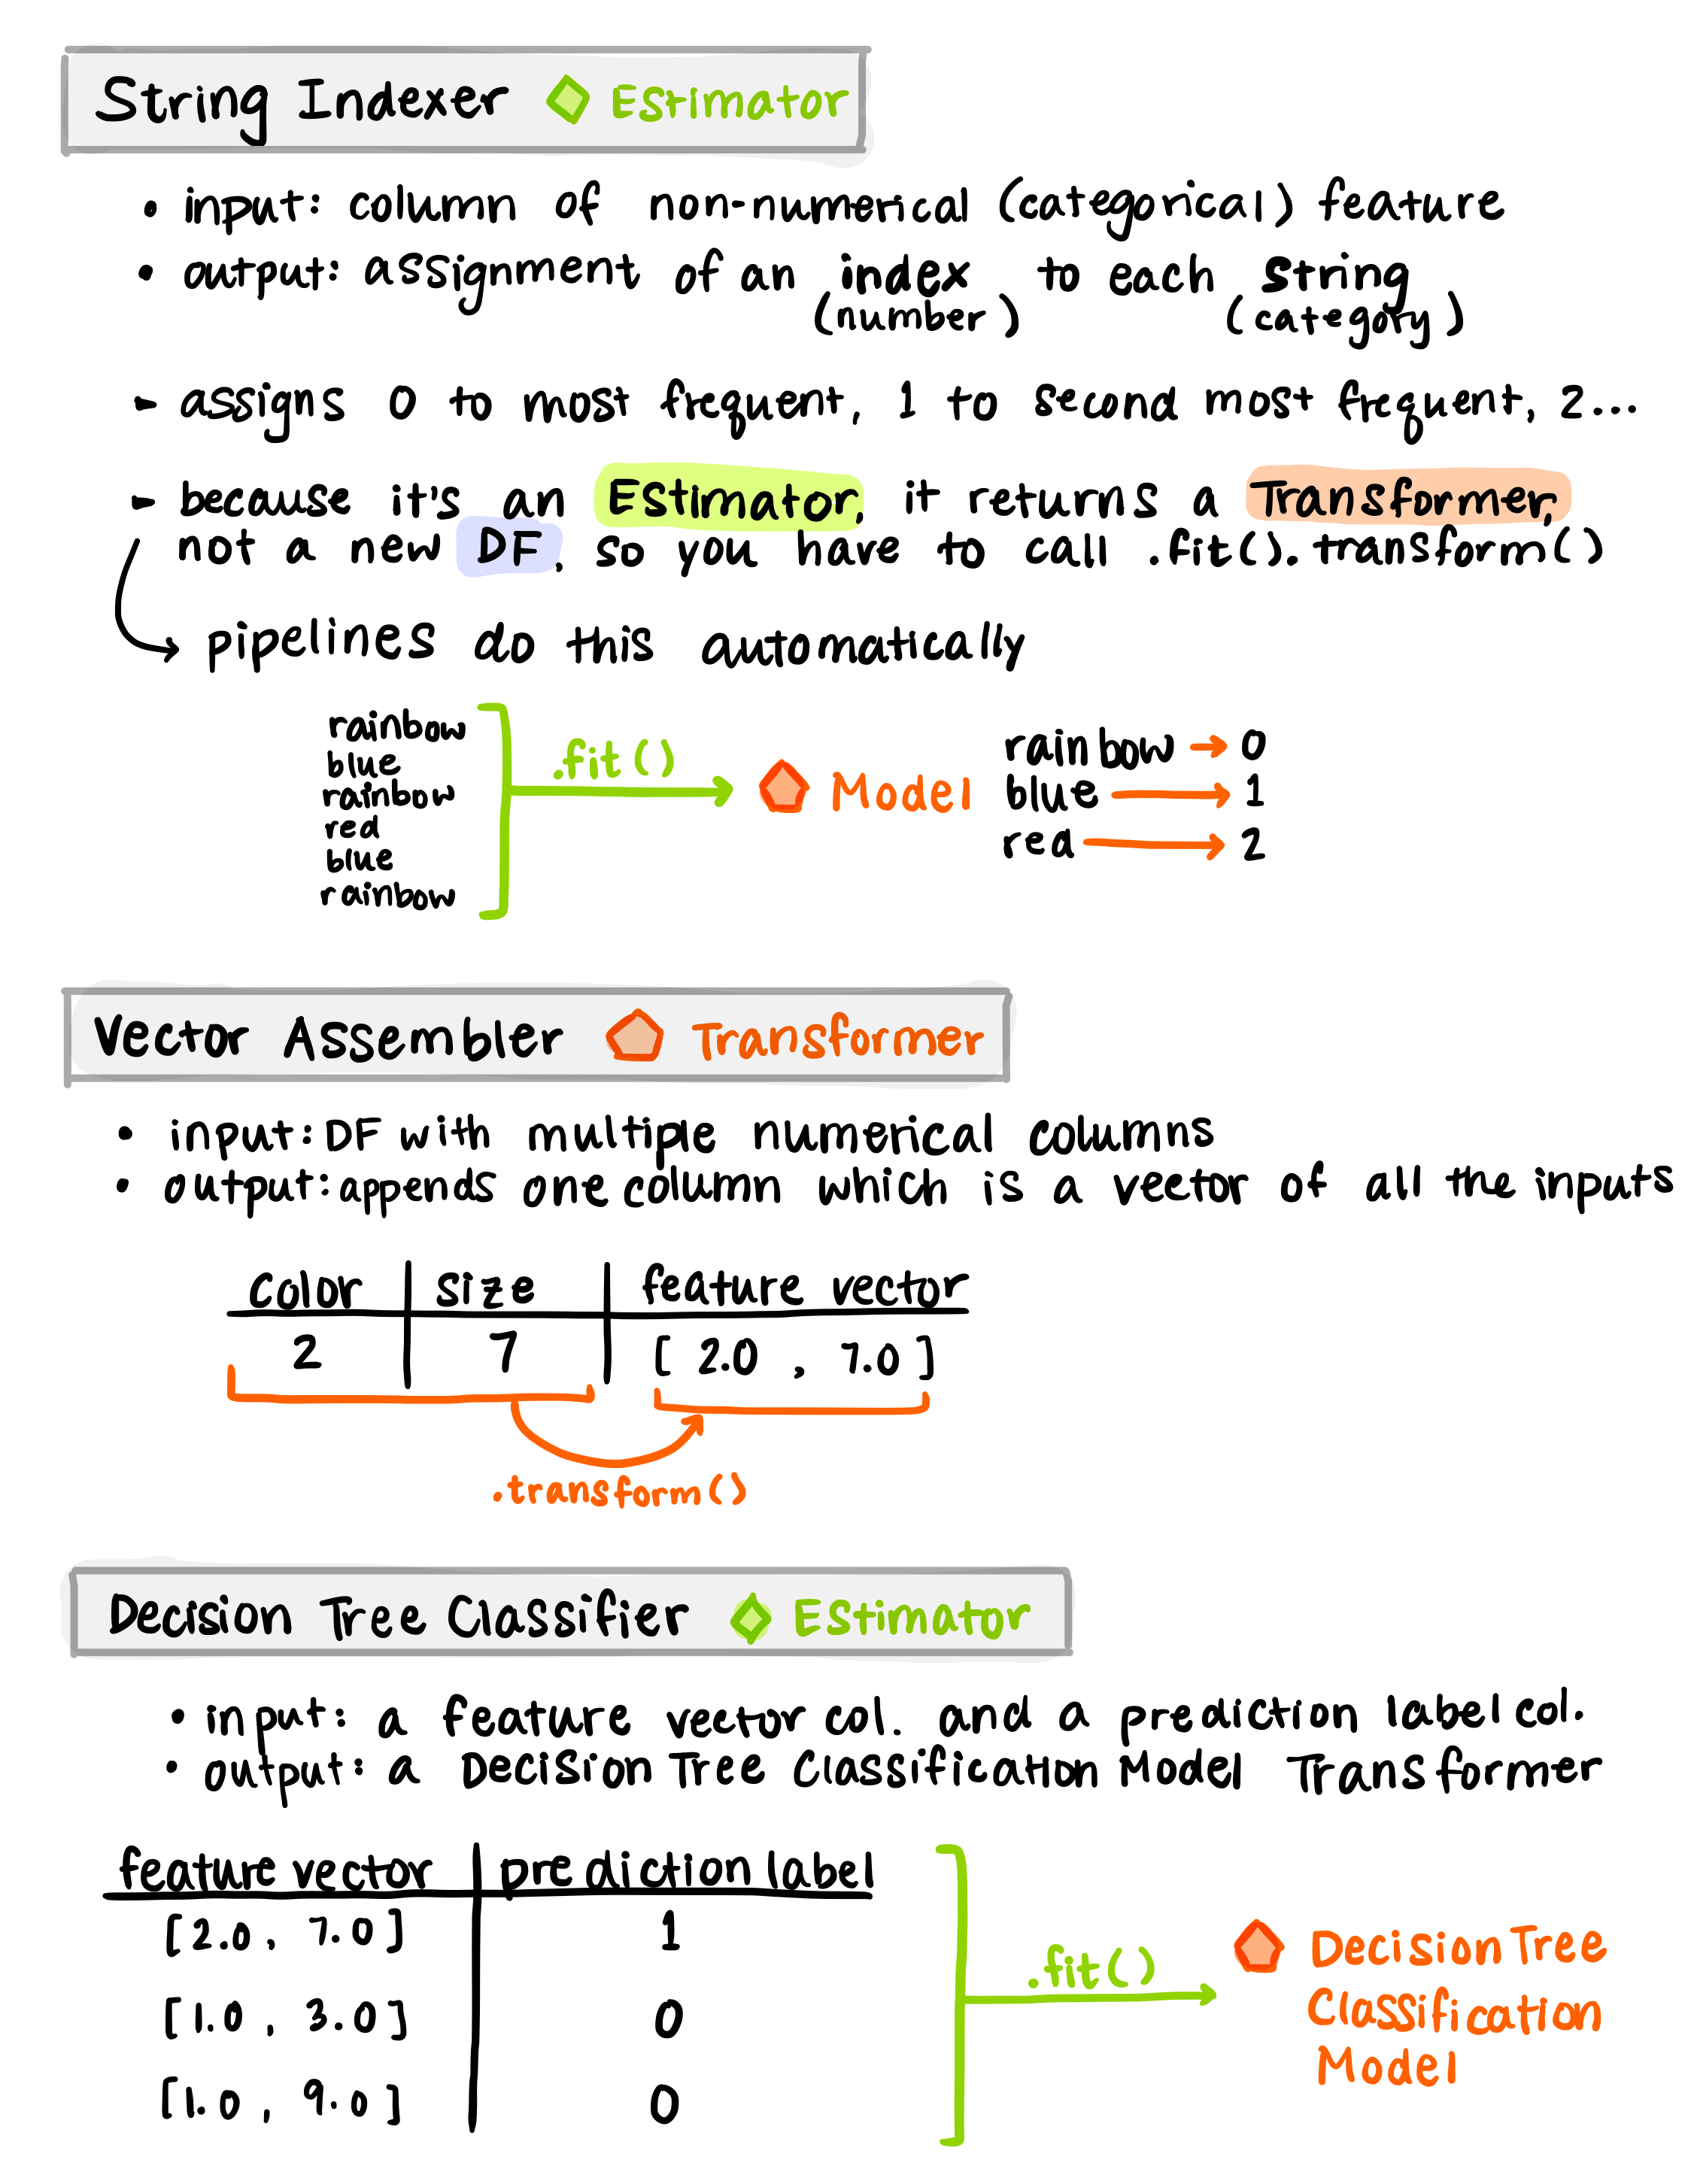 String Indexer Estimator
• input: column of non-numerical (categorical) feature
• output: assignment of an index to each string
(number) (category)
- assigns 0 to most frequent, 1 to second most frequent, 2...
- because it's an Estimator, it returns a Transformer,
not a new DF, so you have to call .fit().transform()
→ pipelines do this automatically
rainbow
blue
rainbow
red
blue
rainbow
.fit()
Model
rainbow → 0
blue → 1
red → 2
Vector Assembler Transformer
• input: DF with multiple numerical columns
• output: appends one column which is a vector of all the inputs
color size feature vector
2 7 [ 2.0 , 7.0 ]
.transform()
Decision Tree Classifier Estimator
• input: a feature vector col. and a prediction label col.
• output: a Decision Tree Classification Model Transformer
feature vector prediction label
[2.0, 7.0] 1
[1.0, 3.0] 0
[1.0, 9.0] 0
.fit()
Decision Tree
Classification
Model